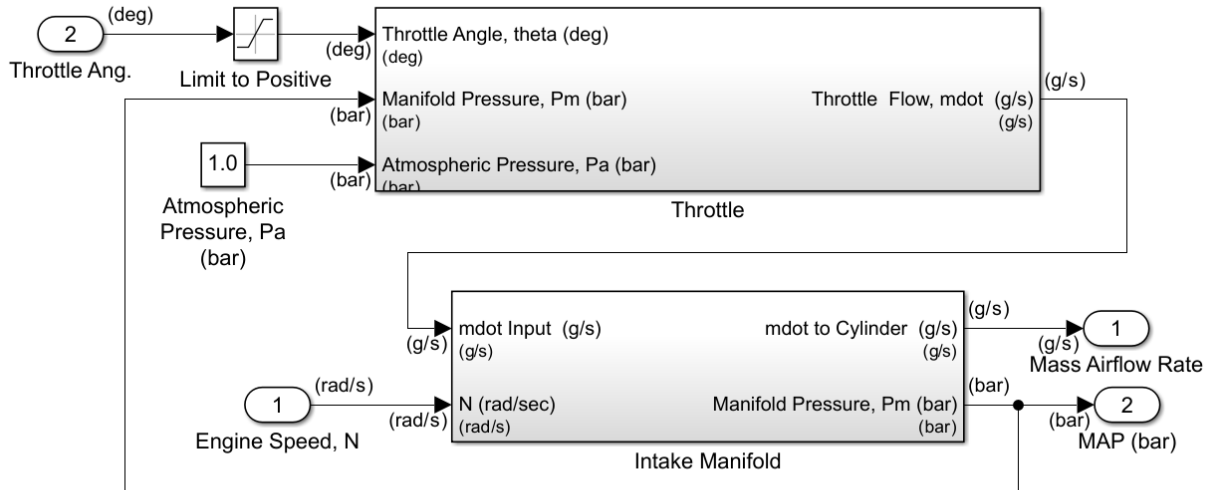 (deg)
2
Throttle Ang.
Limit to Positive
(deg)
Throttle Angle, theta (deg)
(deg)
Manifold Pressure, Pm (bar)
(bar)
(bar)
Throttle  Flow, mdot  (g/s)
(g/s)
(g/s)
1.0
Atmospheric Pressure, Pa (bar)
(bar)
(bar)
Atmospheric
Pressure, Pa
(bar)
Throttle
mdot Input  (g/s)
(g/s)
(g/s)
mdot to Cylinder  (g/s)
(g/s)
(g/s)
(g/s)
1
Mass Airflow Rate
(rad/s)
1
Engine Speed, N
(rad/s)
N (rad/sec)
(rad/s)
Manifold Pressure, Pm (bar)
(bar)
(bar)
(bar)
2
MAP (bar)
Intake Manifold